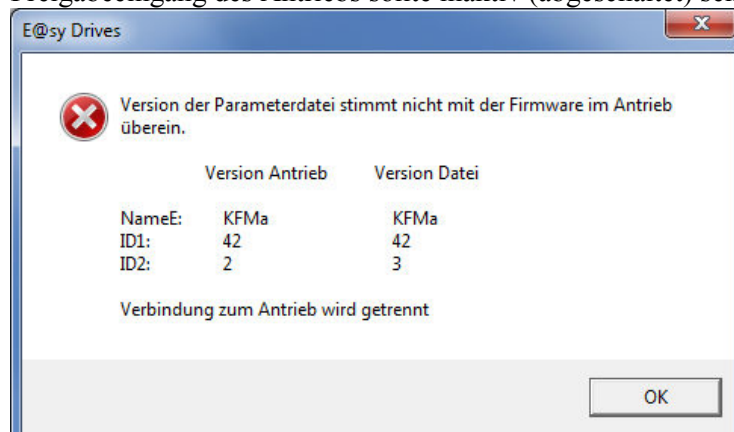 E@sy Drives
Version der Parameterdatei stimmt nicht mit der Firmware im Antrieb
überein.
Version Antrieb Version Datei
NameE: KFMa KFMa
ID1: 42 42
ID2: 2 3
Verbindung zum Antrieb wird getrennt
OK